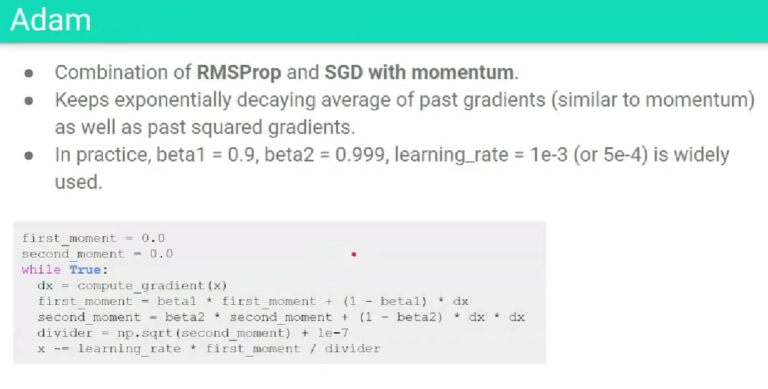 Adam
● Combination of RMSProp and SGD with momentum.
● Keeps exponentially decaying average of past gradients (similar to momentum)
as well as past squared gradients.
● In practice, beta1 = 0.9, beta2 = 0.999, learning_rate = 1e-3 (or 5e-4) is widely
used.
first_moment = 0.0
second_moment = 0.0
while True:
  dx = compute_gradient(x)
  first_moment = beta1 * first_moment + (1 - beta1) * dx
  second_moment = beta2 * second_moment + (1 - beta2) * dx * dx
  divider = np.sqrt(second_moment) + 1e-7
  x -= learning_rate * first_moment / divider